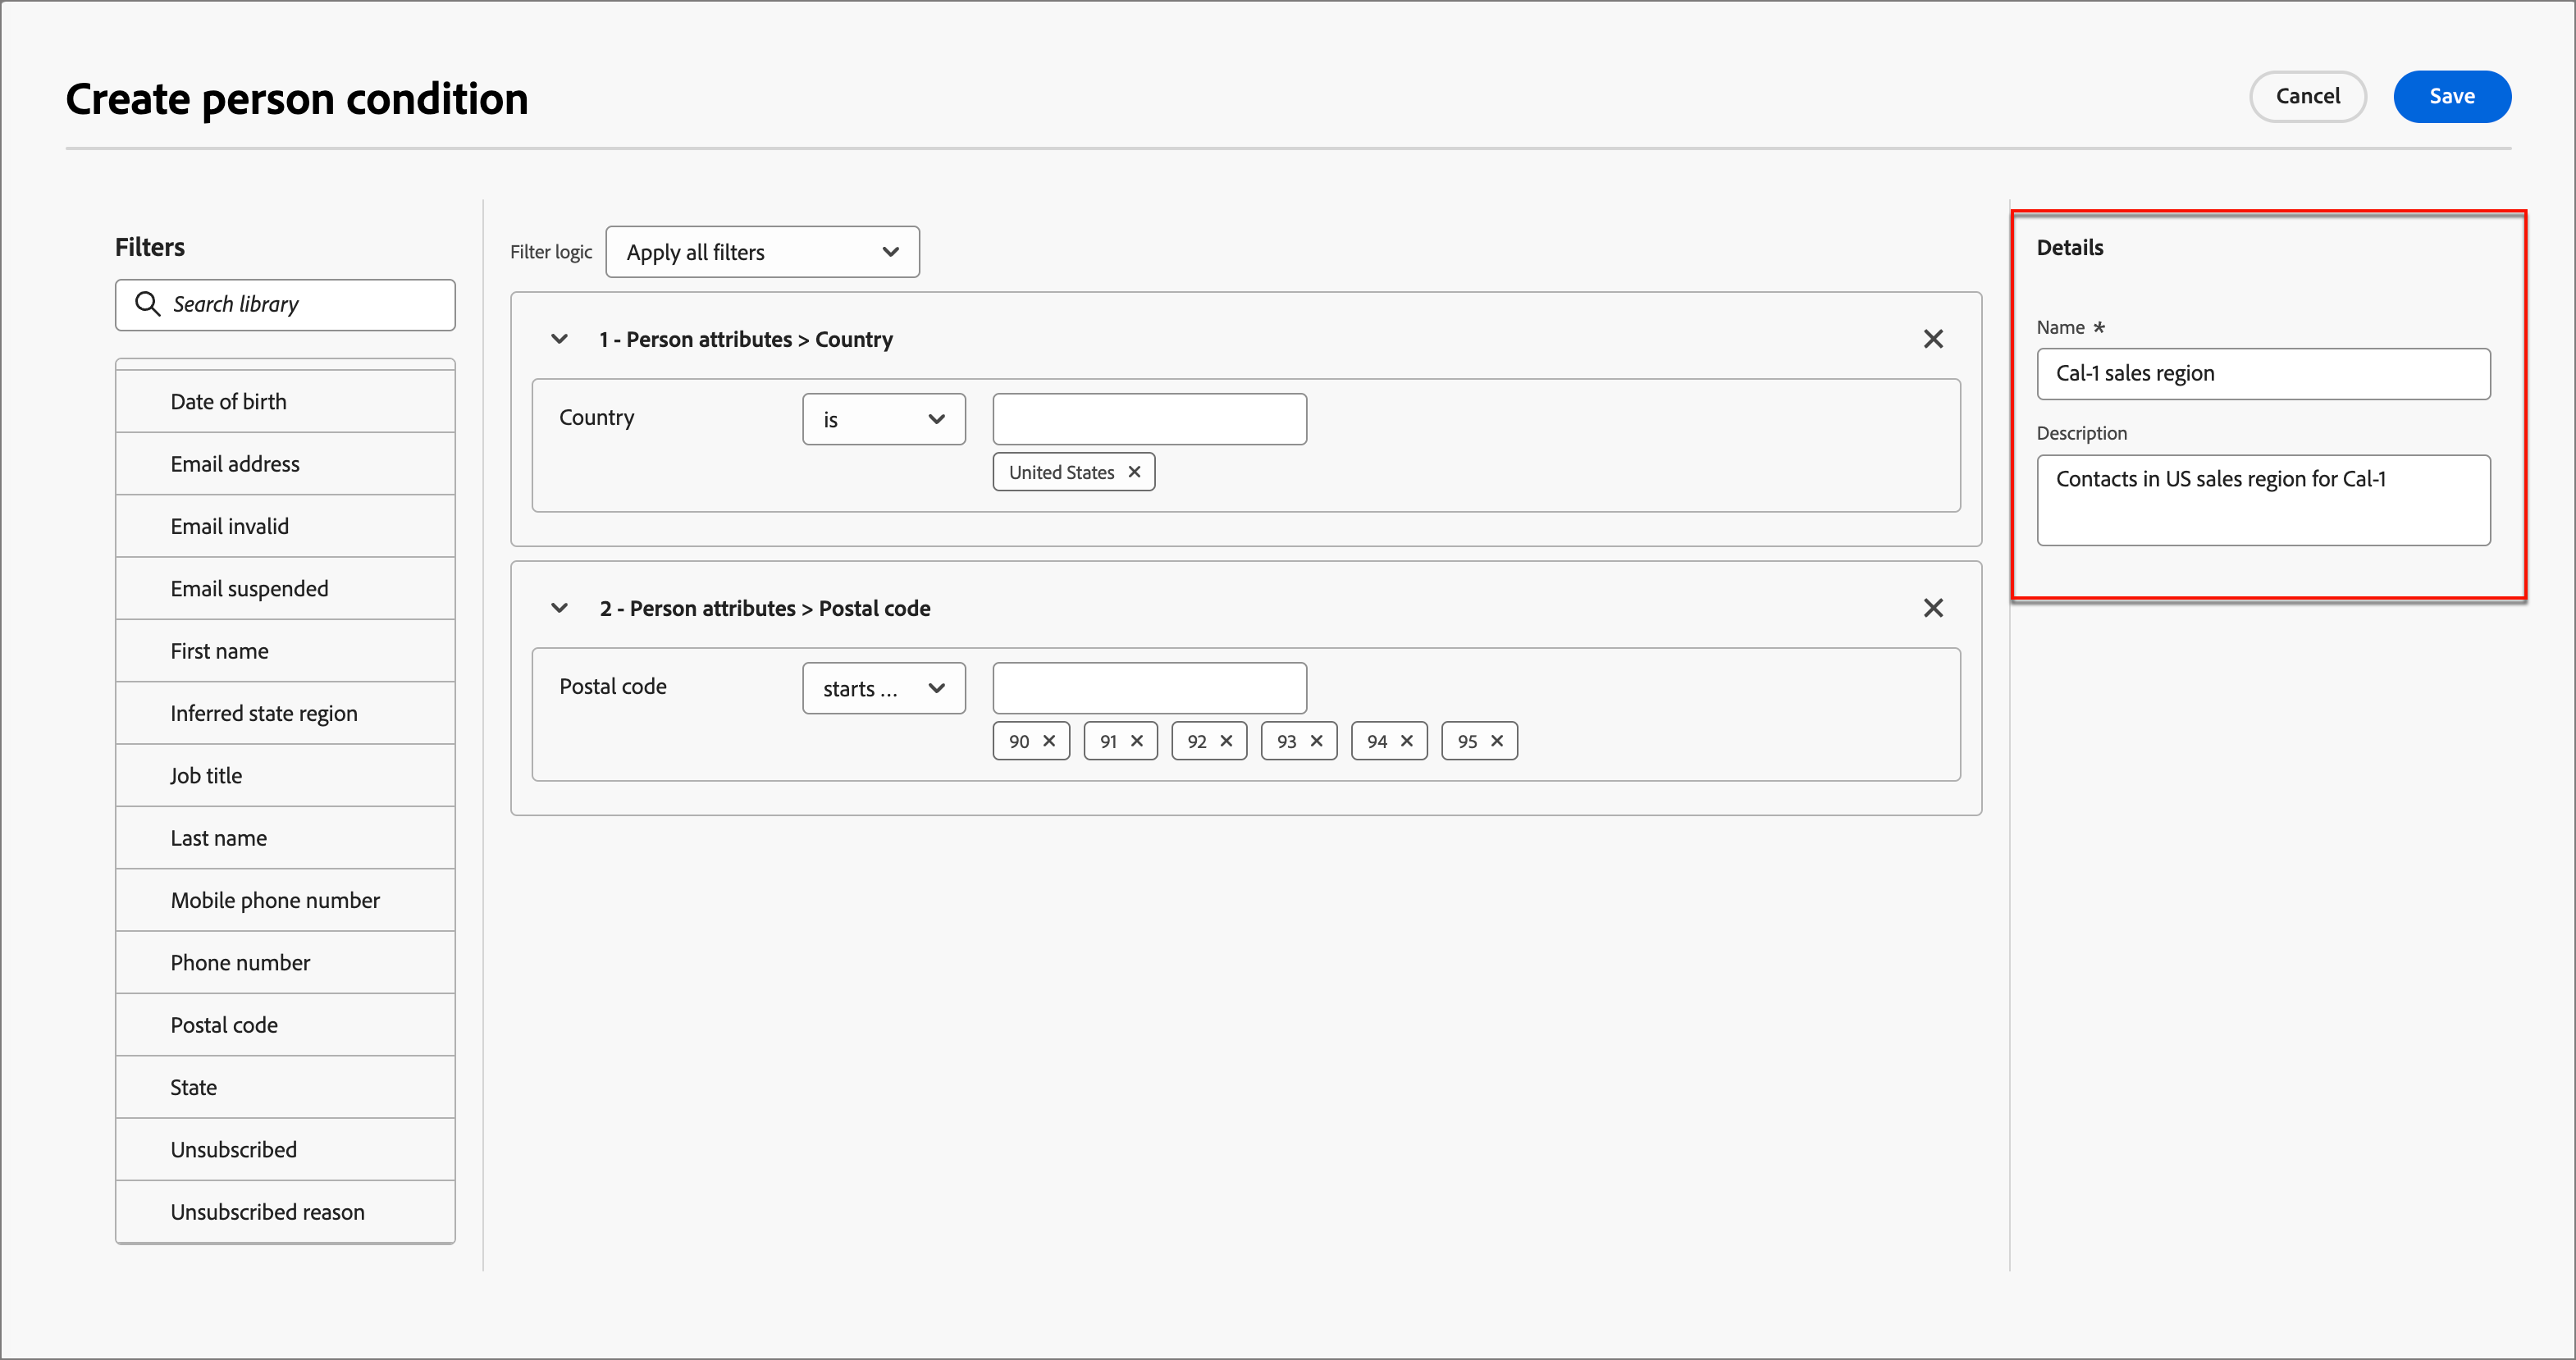 Create person condition
Cancel
Save
Filters
Search library
Date of birth
Email address
Email invalid
Email suspended
First name
Inferred state region
Job title
Last name
Mobile phone number
Phone number
Postal code
State
Unsubscribed
Unsubscribed reason
Filter logic
Apply all filters
1 - Person attributes > Country
Country
is
United States
2 - Person attributes > Postal code
Postal code
starts ...
90 91 92 93 94 95
Details
Name *
Cal-1 sales region
Description
Contacts in US sales region for Cal-1